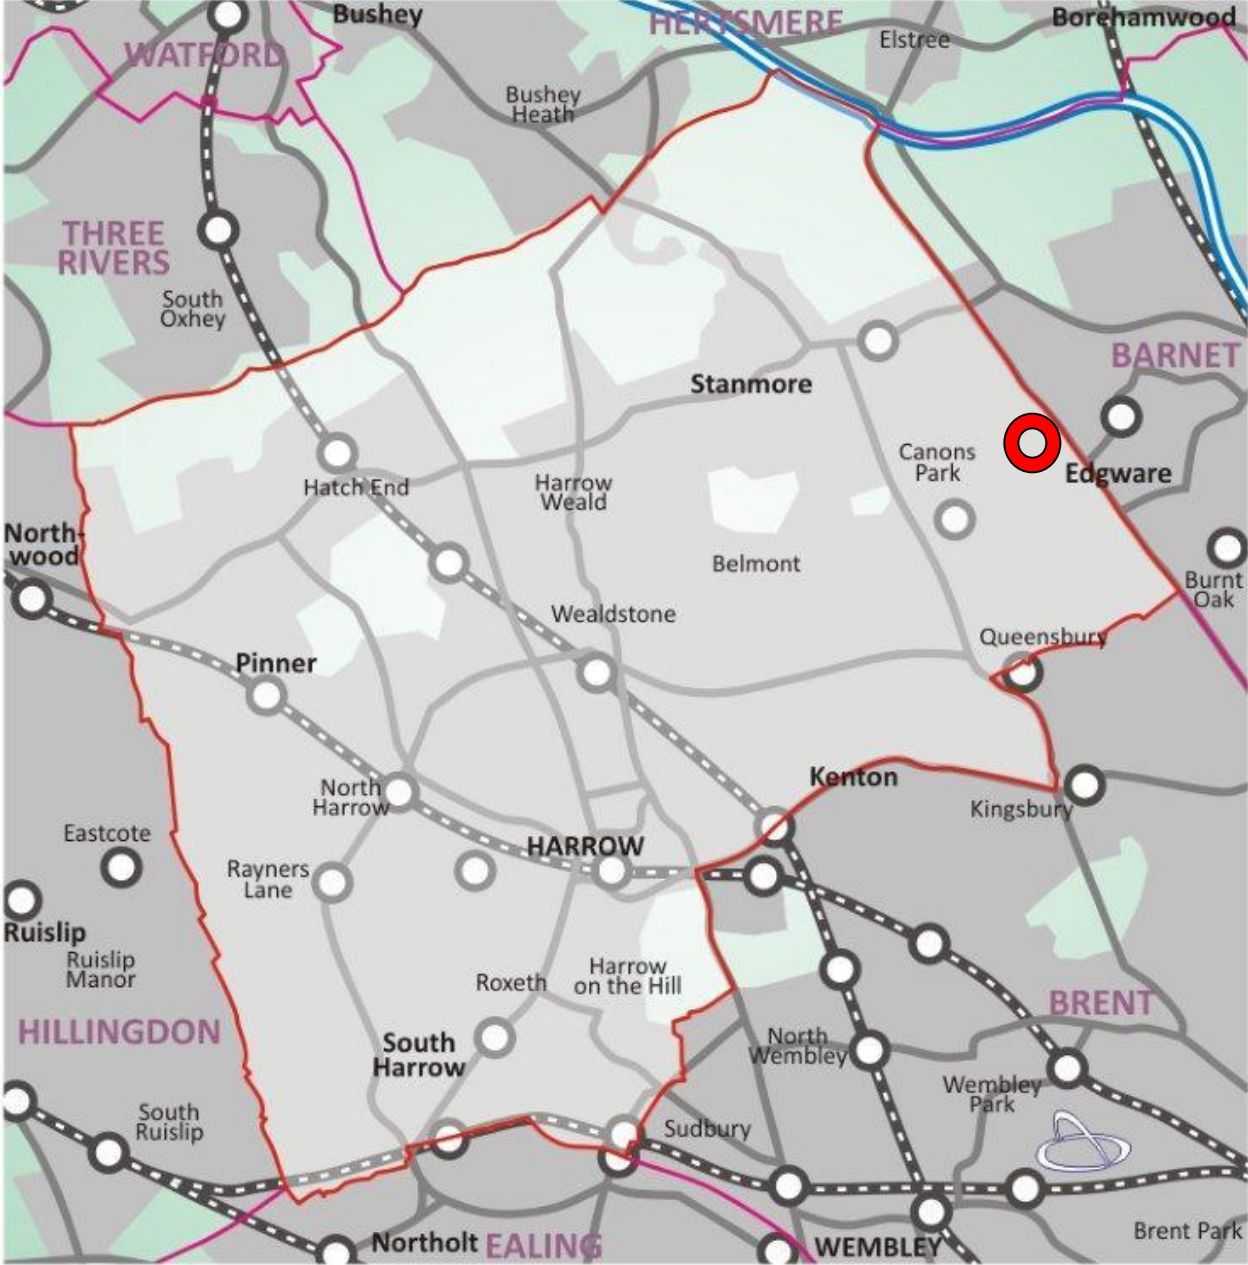 Bushey
HERTSMERE
Borehamwood
Elstree
WATFORD
Bushey
Heath
THREE
RIVERS
South
Oxhey
BARNET
Stanmore
Canons
Park
Edgware
Hatch End
Harrow
Weald
North-
wood
Belmont
Burnt
Oak
Wealdstone
Queensbury
Pinner
Kenton
North
Harrow
Kingsbury
Eastcote
HARROW
Rayners
Lane
Ruislip
Ruislip
Manor
Roxeth
Harrow
on the Hill
BRENT
HILLINGDON
South
Harrow
North
Wembley
Wembley
Park
South
Ruislip
Sudbury
Northolt
EALING
WEMBLEY
Brent Park